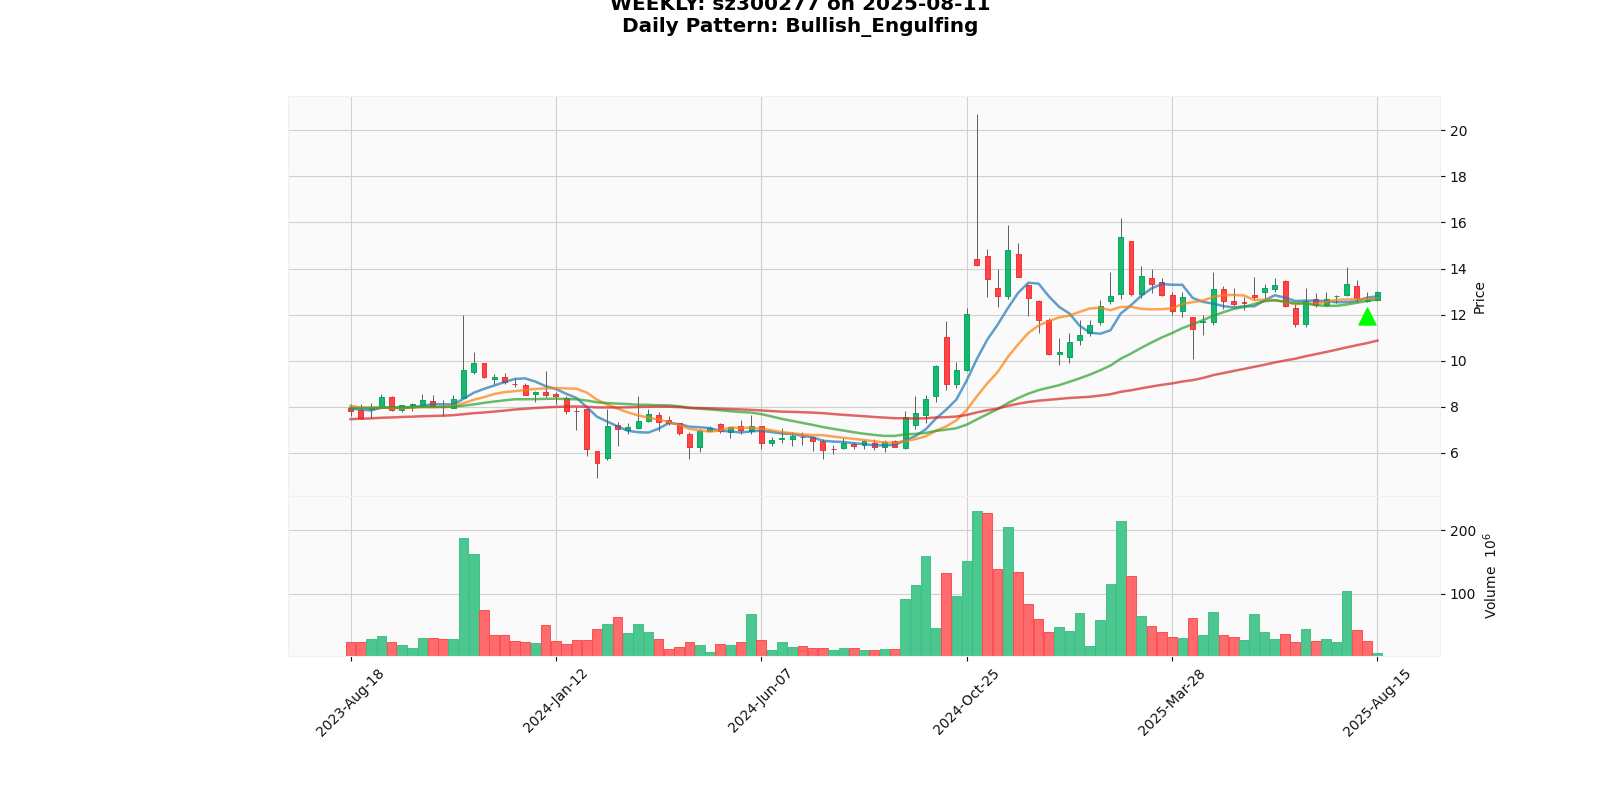 WEEKLY: sz300277 on 2025-08-11
Daily Pattern: Bullish_Engulfing
20
18
16
14
12
10
8
6
Price
200
100
Volume 10⁶
2023-Aug-18
2024-Jan-12
2024-Jun-07
2024-Oct-25
2025-Mar-28
2025-Aug-15